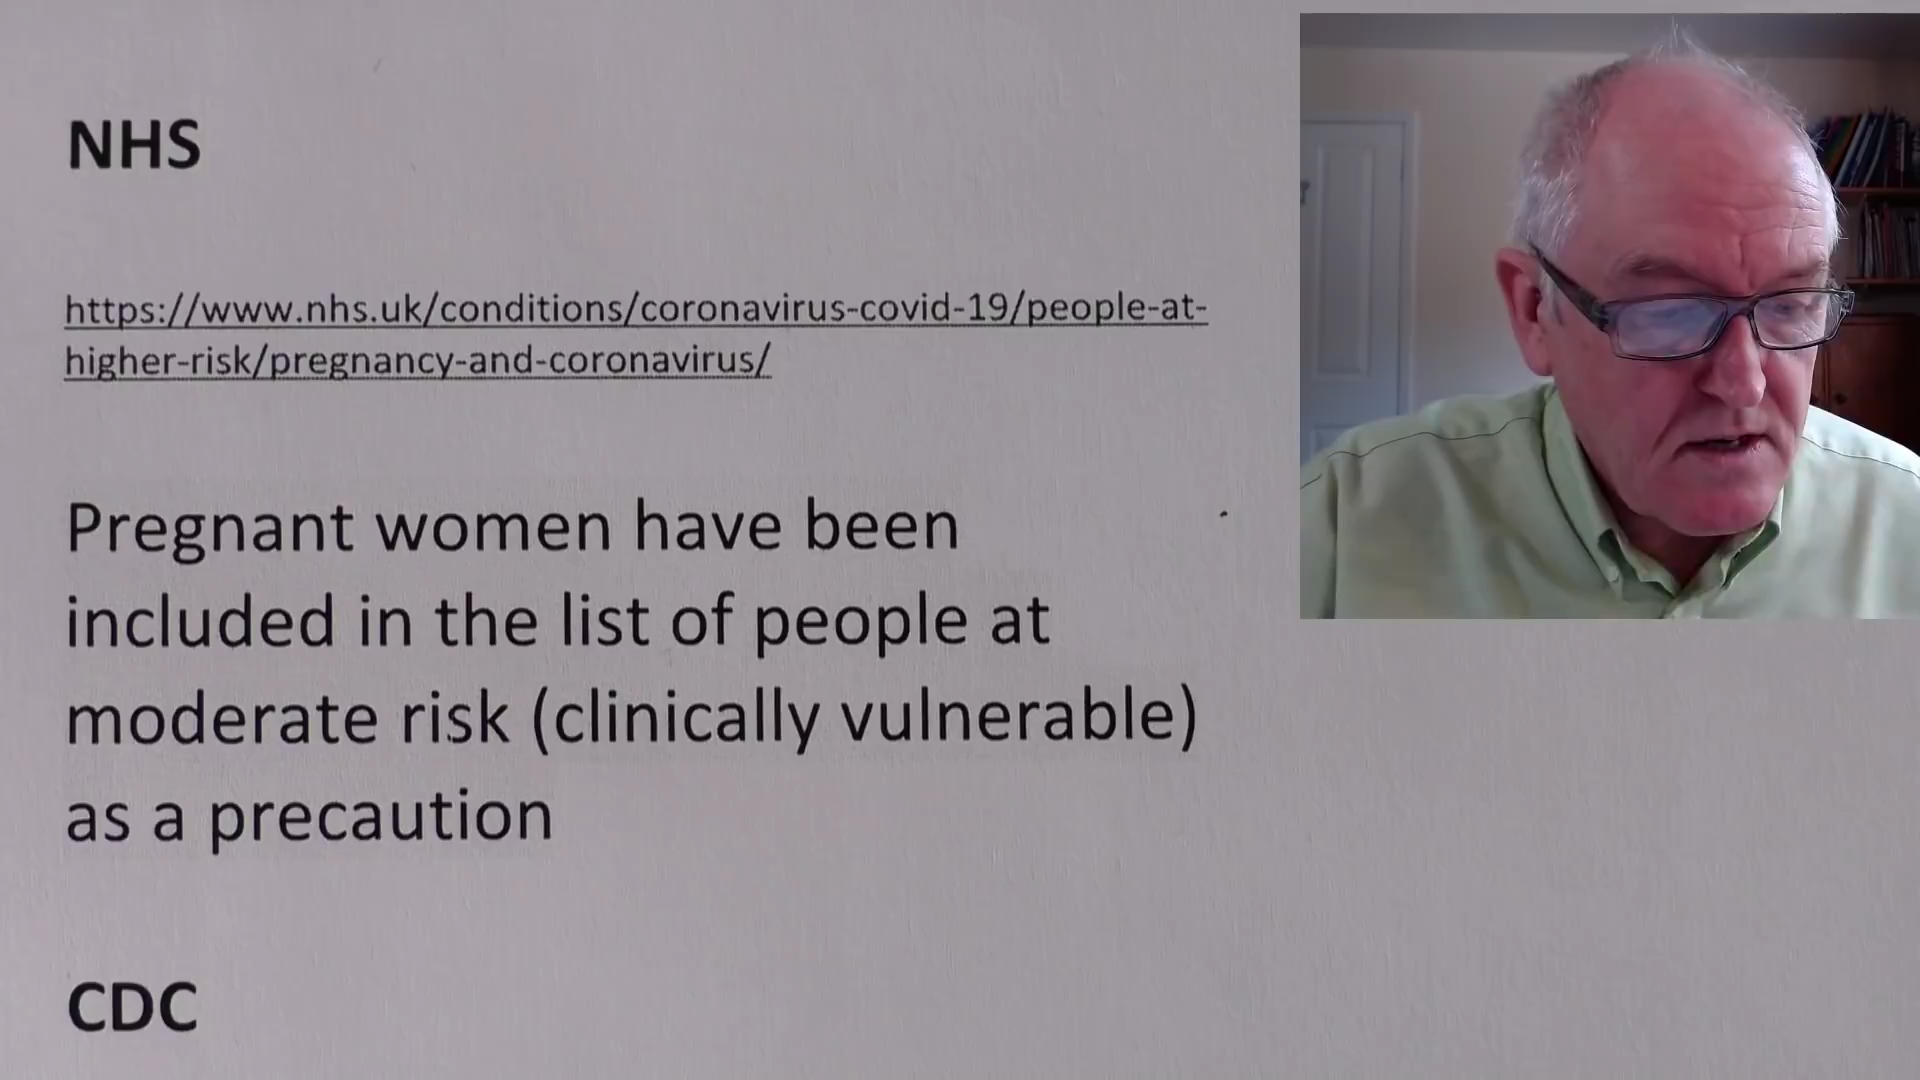 NHS
https://www.nhs.uk/conditions/coronavirus-covid-19/people-at-
higher-risk/pregnancy-and-coronavirus/
Pregnant women have been
included in the list of people at
moderate risk (clinically vulnerable)
as a precaution
CDC